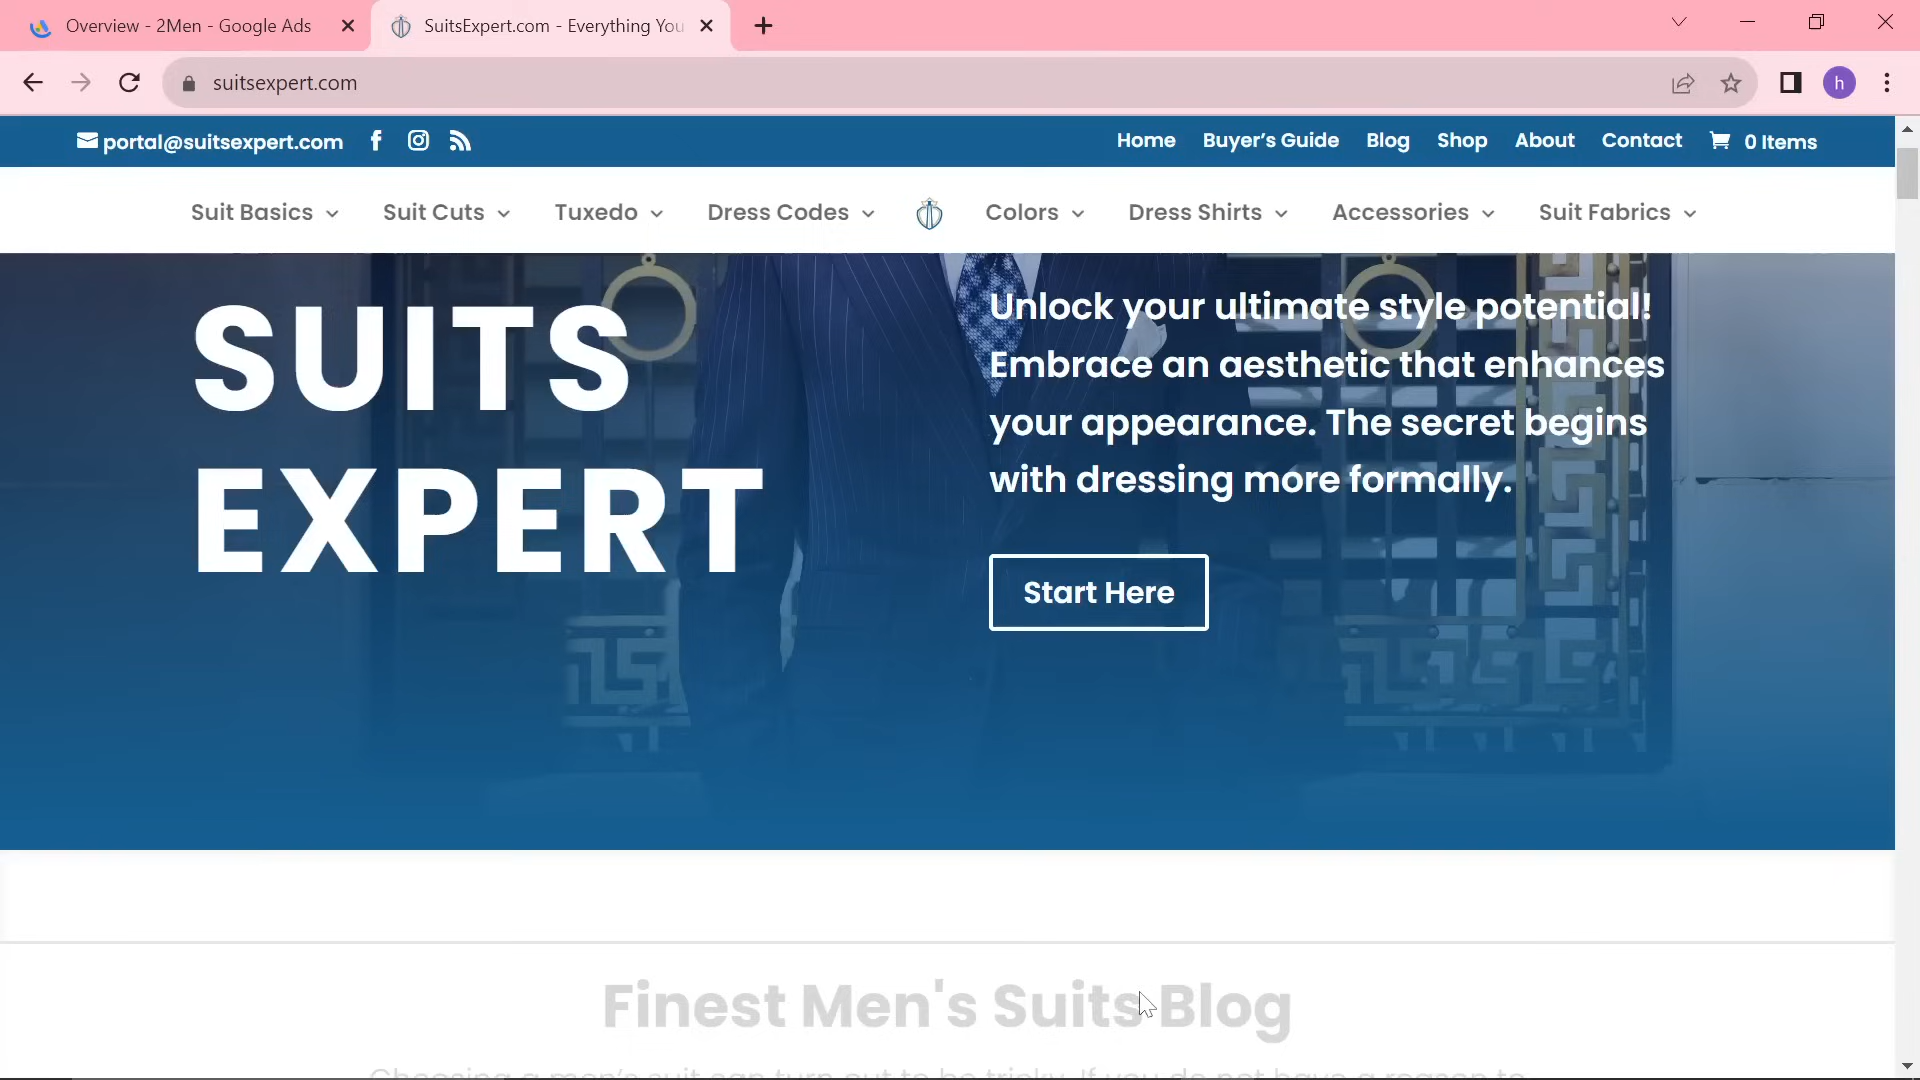 Overview - 2Men - Google Ads
SuitsExpert.com - Everything You
suitsexpert.com
h
portal@suitsexpert.com
Home
Buyer's Guide
Blog
Shop
About
Contact
0 Items
Suit Basics
Suit Cuts
Tuxedo
Dress Codes
Colors
Dress Shirts
Accessories
Suit Fabrics
SUITS
EXPERT
Unlock your ultimate style potential!
Embrace an aesthetic that enhances
your appearance. The secret begins
with dressing more formally.
Start Here
Finest Men's Suits Blog
Choosing a men's suit can turn out to be tricky. If you do not have a reason to